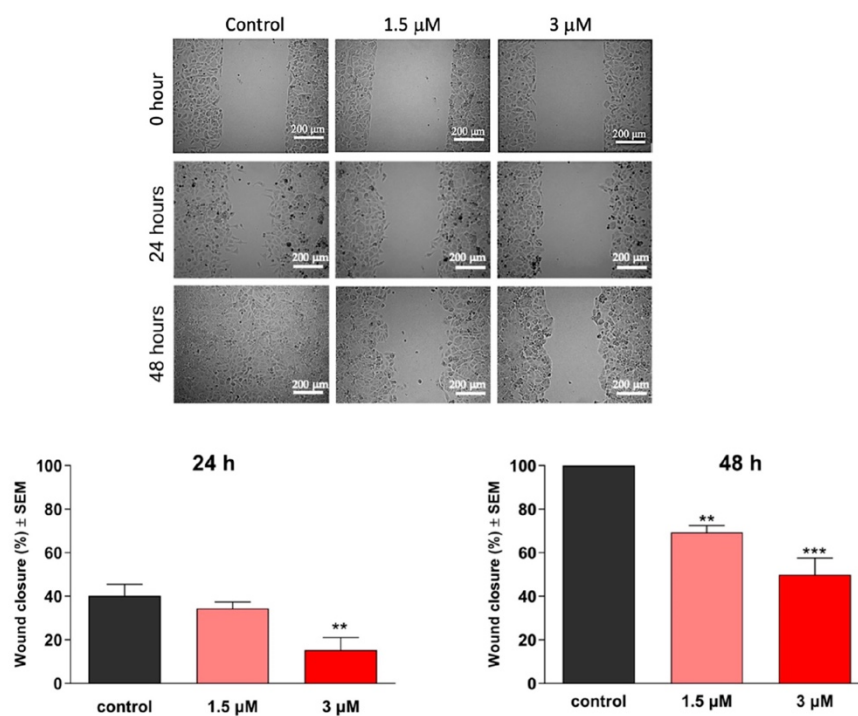 Control 1.5 µM 3 µM
0 hour
200 µm 200 µm 200 µm
24 hours
200 µm 200 µm 200 µm
48 hours
200 µm 200 µm 200 µm
24 h
Wound closure (%) ± SEM
100
80
60
40
20
0
**
control 1.5 µM 3 µM
48 h
Wound closure (%) ± SEM
100
80
60
40
20
0
**
***
control 1.5 µM 3 µM